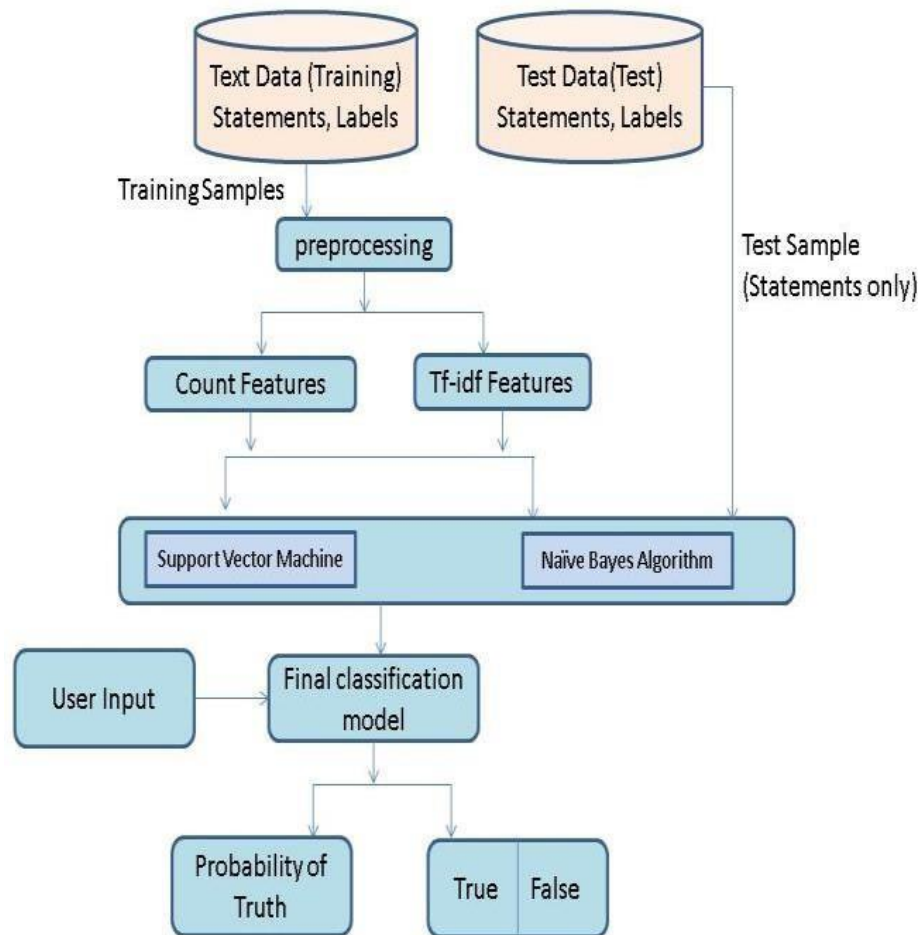 Text Data (Training)
Statements, Labels
Test Data(Test)
Statements, Labels
Training Samples
preprocessing
Test Sample
(Statements only)
Count Features
Tf-idf Features
Support Vector Machine
Naïve Bayes Algorithm
User Input
Final classification
model
Probability of
Truth
True
False